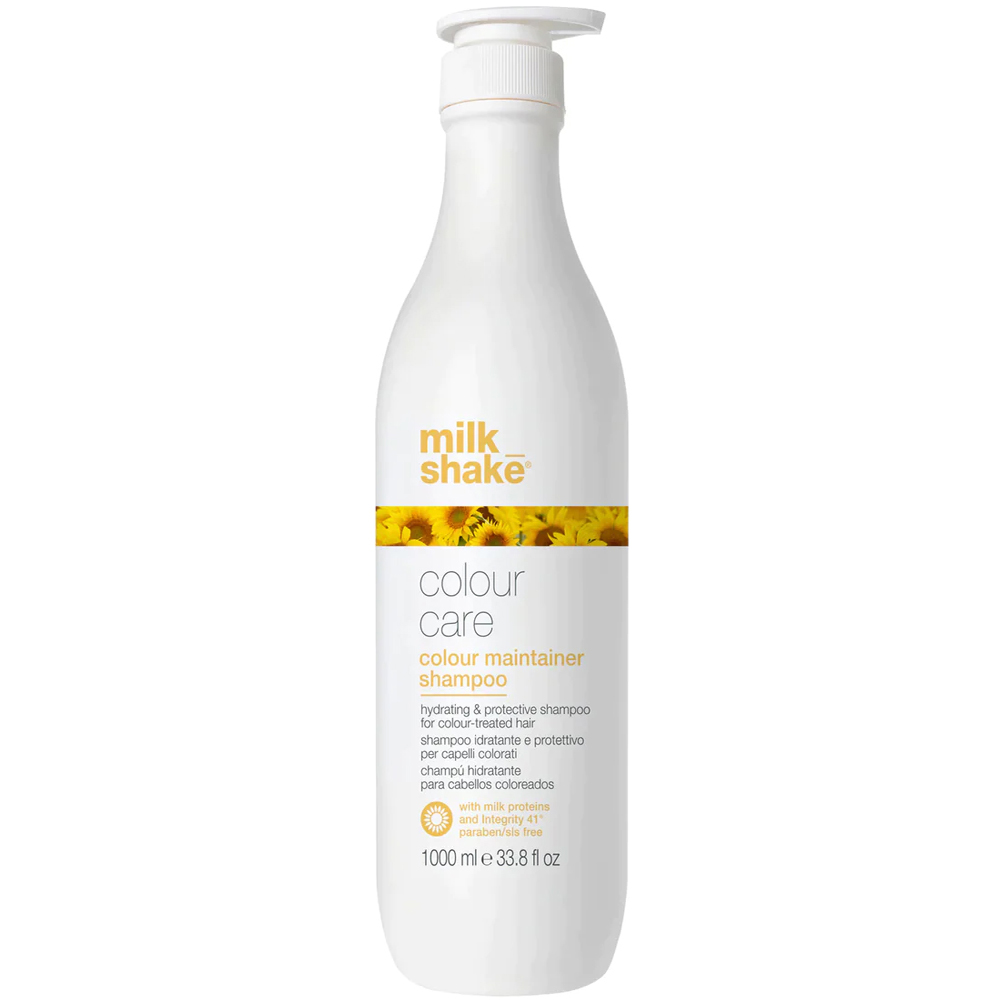 milk_
shake®
colour
care
colour maintainer
shampoo
hydrating & protective shampoo
for colour-treated hair
shampoo idratante e protettivo
per capelli colorati
champú hidratante
para cabellos coloreados
with milk proteins
and Integrity 41®
paraben/sls free
1000 ml e 33.8 fl oz